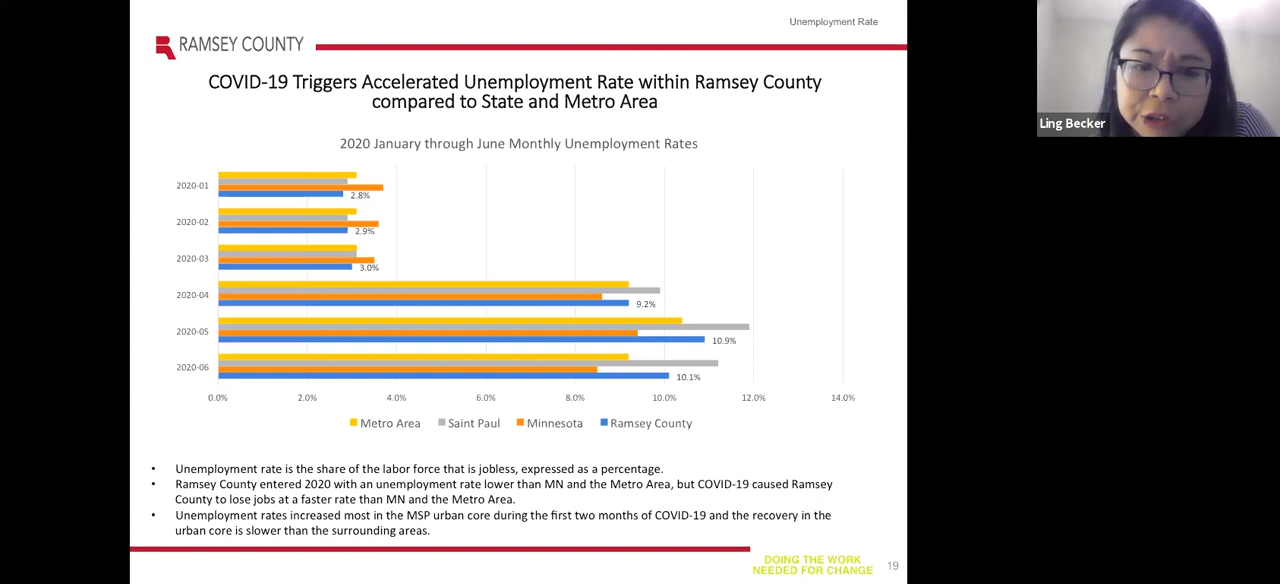 Unemployment Rate
RAMSEY COUNTY
COVID-19 Triggers Accelerated Unemployment Rate within Ramsey County
compared to State and Metro Area
2020 January through June Monthly Unemployment Rates
2020-01
2.8%
2020-02
2.9%
2020-03
3.0%
2020-04
9.2%
2020-05
10.9%
2020-06
10.1%
0.0% 2.0% 4.0% 6.0% 8.0% 10.0% 12.0% 14.0%
Metro Area Saint Paul Minnesota Ramsey County
• Unemployment rate is the share of the labor force that is jobless, expressed as a percentage.
• Ramsey County entered 2020 with an unemployment rate lower than MN and the Metro Area, but COVID-19 caused Ramsey
County to lose jobs at a faster rate than MN and the Metro Area.
• Unemployment rates increased most in the MSP urban core during the first two months of COVID-19 and the recovery in the
urban core is slower than the surrounding areas.
DOING THE WORK
NEEDED FOR CHANGE
19
Ling Becker